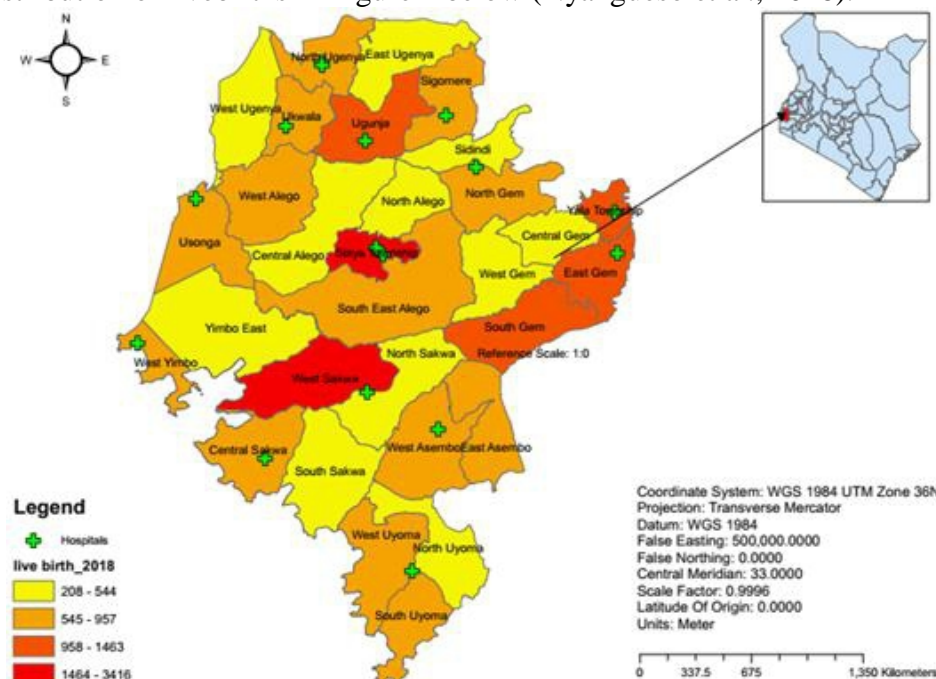 N
W E
S
North Ugenya
East Ugenya
Sigomere
West Ugenya
Ukwala
Ugunja
Sidindi
West Alego
North Alego
North Gem
Yala Township
Usonga
Central Alego
Central Gem
West Gem
East Gem
South East Alego
Yimbo East
South Gem
North Sakwa
Reference Scale: 1:0
West Yimbo
West Sakwa
Central Sakwa
West Asembo
East Asembo
South Sakwa
West Uyoma
North Uyoma
South Uyoma
Legend
Hospitals
live birth_2018
208 - 544
545 - 957
958 - 1463
1464 - 3416
Coordinate System: WGS 1984 UTM Zone 36N
Projection: Transverse Mercator
Datum: WGS 1984
False Easting: 500,000.0000
False Northing: 0.0000
Central Meridian: 33.0000
Scale Factor: 0.9996
Latitude Of Origin: 0.0000
Units: Meter
0 337.5 675 1,350 Kilometers